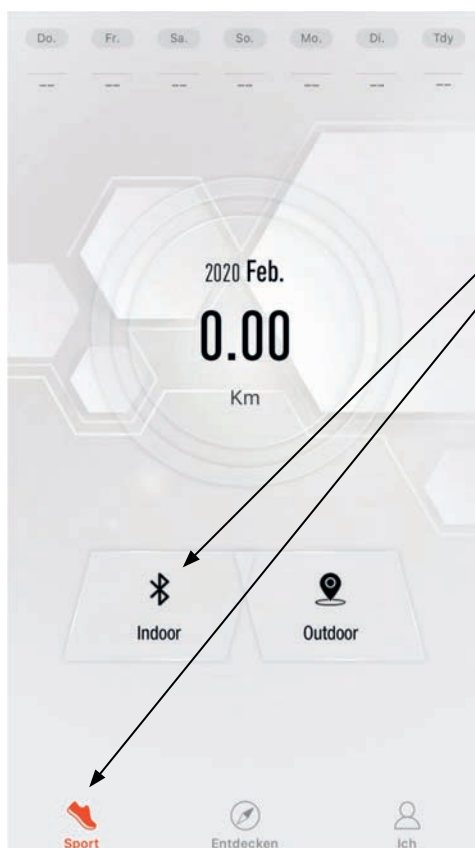 Do. Fr. Sa. So. Mo. Di. Tdy
-- -- -- -- -- -- --
2020 Feb.
0.00
Km
Indoor Outdoor
Sport Entdecken Ich